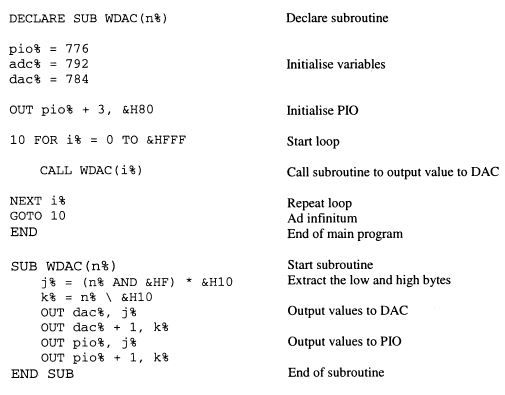 DECLARE SUB WDAC(n%) Declare subroutine
pio% = 776
adc% = 792 Initialise variables
dac% = 784
OUT pio% + 3, &H80 Initialise PIO
10 FOR i% = 0 TO &HFFF Start loop
CALL WDAC(i%) Call subroutine to output value to DAC
NEXT i% Repeat loop
GOTO 10 Ad infinitum
END End of main program
SUB WDAC(n%) Start subroutine
j% = (n% AND &HF) * &H10 Extract the low and high bytes
k% = n% \ &H10
OUT dac%, j% Output values to DAC
OUT dac% + 1, k%
OUT pio%, j% Output values to PIO
OUT pio% + 1, k%
END SUB End of subroutine